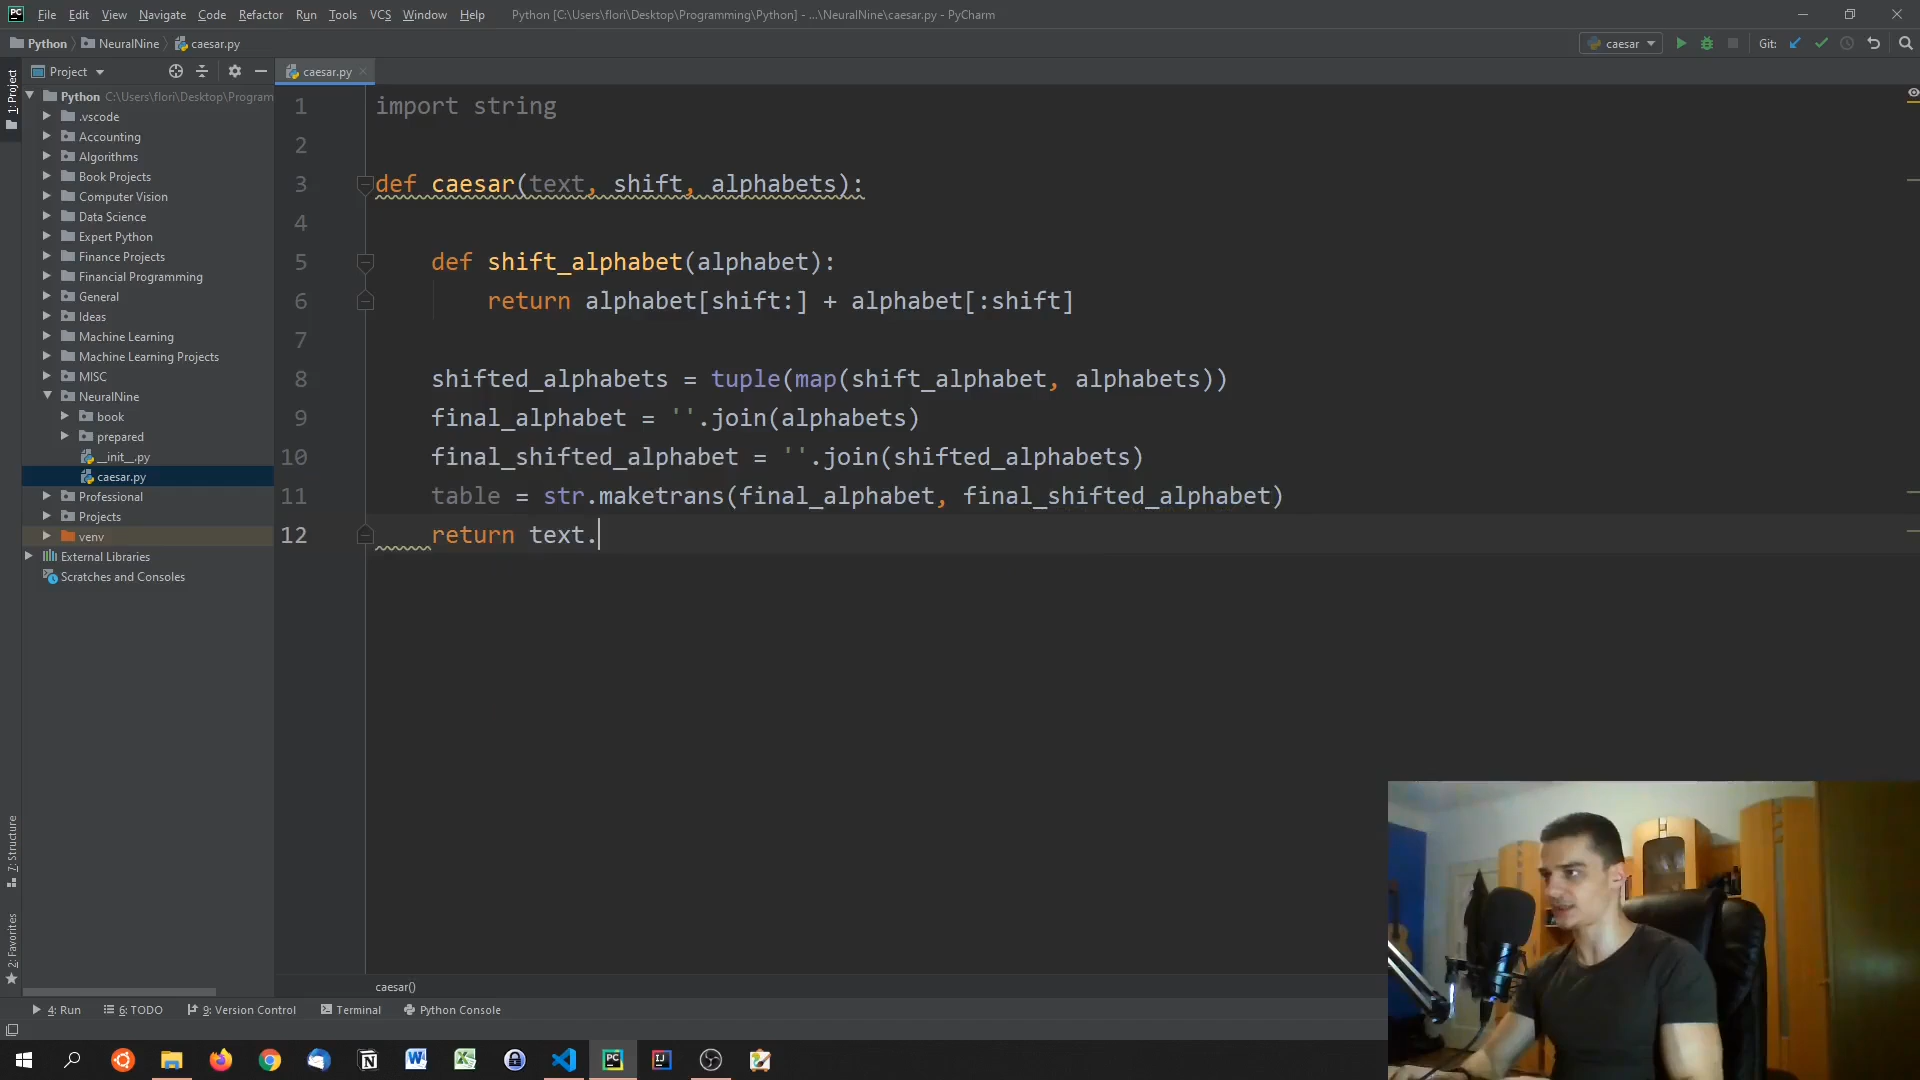 File Edit View Navigate Code Refactor Run Tools VCS Window Help Python [C:\Users\flori\Desktop\Programming\Python] - ...\NeuralNine\caesar.py - PyCharm
Python NeuralNine caesar.py caesar Git:
Project caesar.py
1: Project
Python C:\Users\flori\Desktop\Program
.vscode
Accounting
Algorithms
Book Projects
Computer Vision
Data Science
Expert Python
Finance Projects
Financial Programming
General
Ideas
Machine Learning
Machine Learning Projects
MISC
NeuralNine
book
prepared
__init__.py
caesar.py
Professional
Projects
venv
External Libraries
Scratches and Consoles
1 import string
2
3 def caesar(text, shift, alphabets):
4
5 def shift_alphabet(alphabet):
6 return alphabet[shift:] + alphabet[:shift]
7
8 shifted_alphabets = tuple(map(shift_alphabet, alphabets))
9 final_alphabet = ''.join(alphabets)
10 final_shifted_alphabet = ''.join(shifted_alphabets)
11 table = str.maketrans(final_alphabet, final_shifted_alphabet)
12 return text.
7: Structure
2: Favorites
caesar()
4: Run 6: TODO 9: Version Control Terminal Python Console